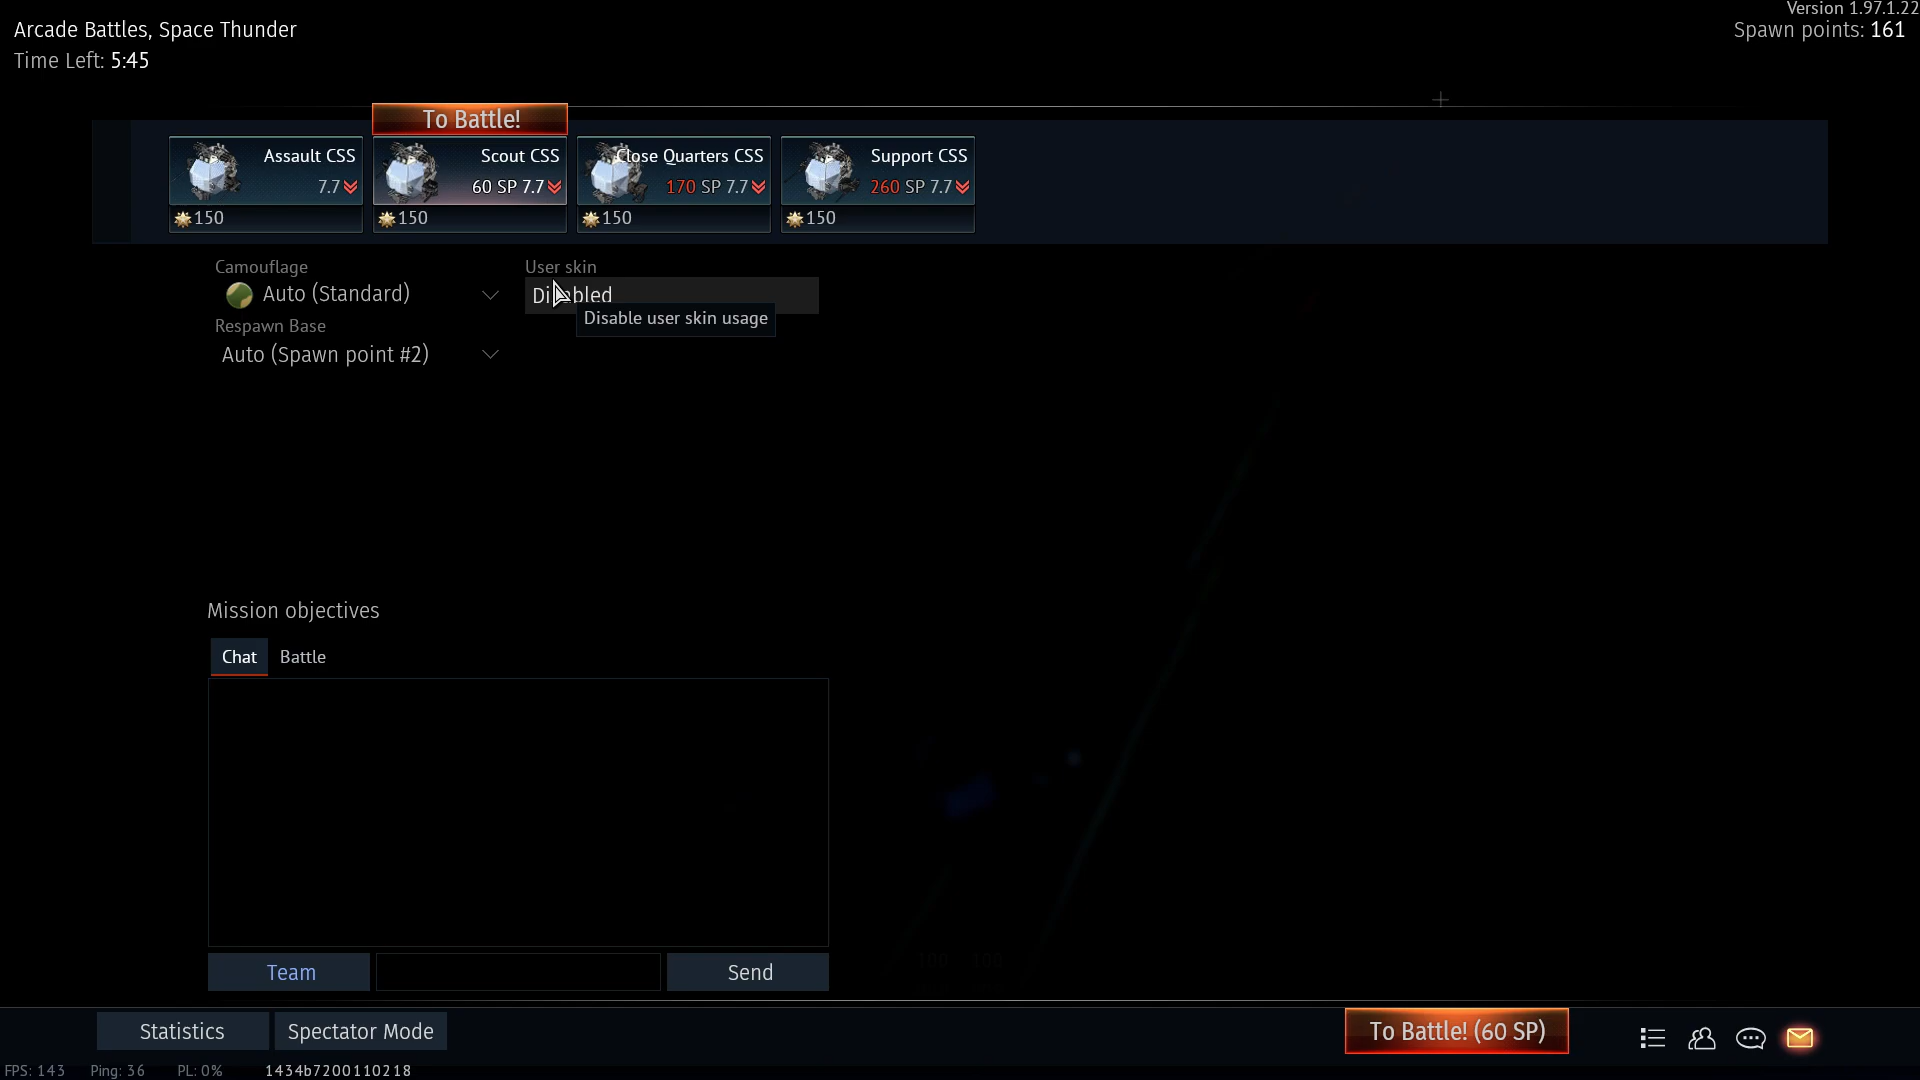 Version 1.97.1.22
Arcade Battles, Space Thunder
Spawn points: 161
Time Left: 5:45
To Battle!
Assault CSS
7.7
150
Scout CSS
60 SP 7.7
150
Close Quarters CSS
170 SP 7.7
150
Support CSS
260 SP 7.7
150
Camouflage
Auto (Standard)
User skin
Disabled
Disable user skin usage
Respawn Base
Auto (Spawn point #2)
Mission objectives
Chat Battle
Team Send
Statistics Spectator Mode
To Battle! (60 SP)
FPS: 143 Ping: 36 PL: 0% 1434b7200110218